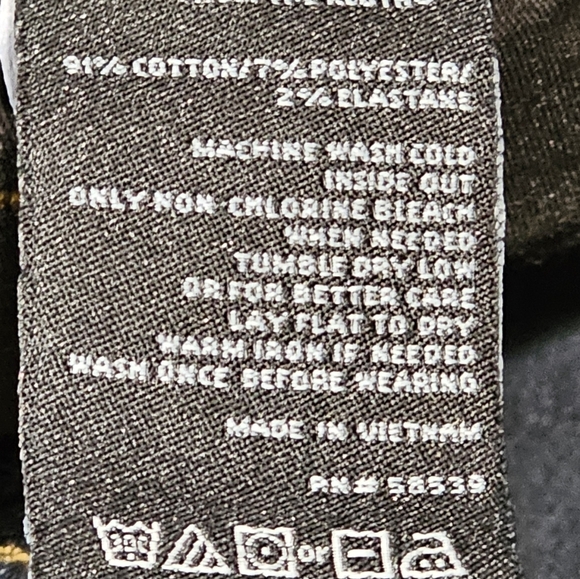 91% COTTON/7% POLYESTER/
2% ELASTANE
MACHINE WASH COLD
INSIDE OUT
ONLY NON-CHLORINE BLEACH
WHEN NEEDED
TUMBLE DRY LOW
OR FOR BETTER CARE
LAY FLAT TO DRY
WARM IRON IF NEEDED
WASH ONCE BEFORE WEARING
MADE IN VIETNAM
RN# 58539
or